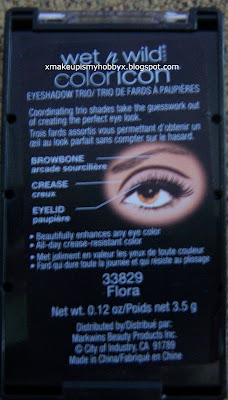 wet n wild
xmakeupismyhobbyx.blogspot.com
coloricon
EYESHADOW TRIO/ TRIO DE FARDS À PAUPIÈRES
Coordinating trio shades take the guesswork out
of creating the perfect eye look.
Trois fards assortis vous permettant d'obtenir un
œil au look parfait sans compter sur le hasard.
BROWBONE
arcade sourcilière
CREASE
creux
EYELID
paupière
• Beautifully enhances any eye color
• All-day crease-resistant color
• Met joliment en valeur les yeux de toute couleur
• Fard qui dure toute la journée et qui résiste au plissage
33829
Flora
Net wt. 0.12 oz/Poids net 3.5 g
Distributed by/Distribué par:
Markwins Beauty Products Inc.
© City of Industry, CA 91789
Made in China/Fabriqué en Chine